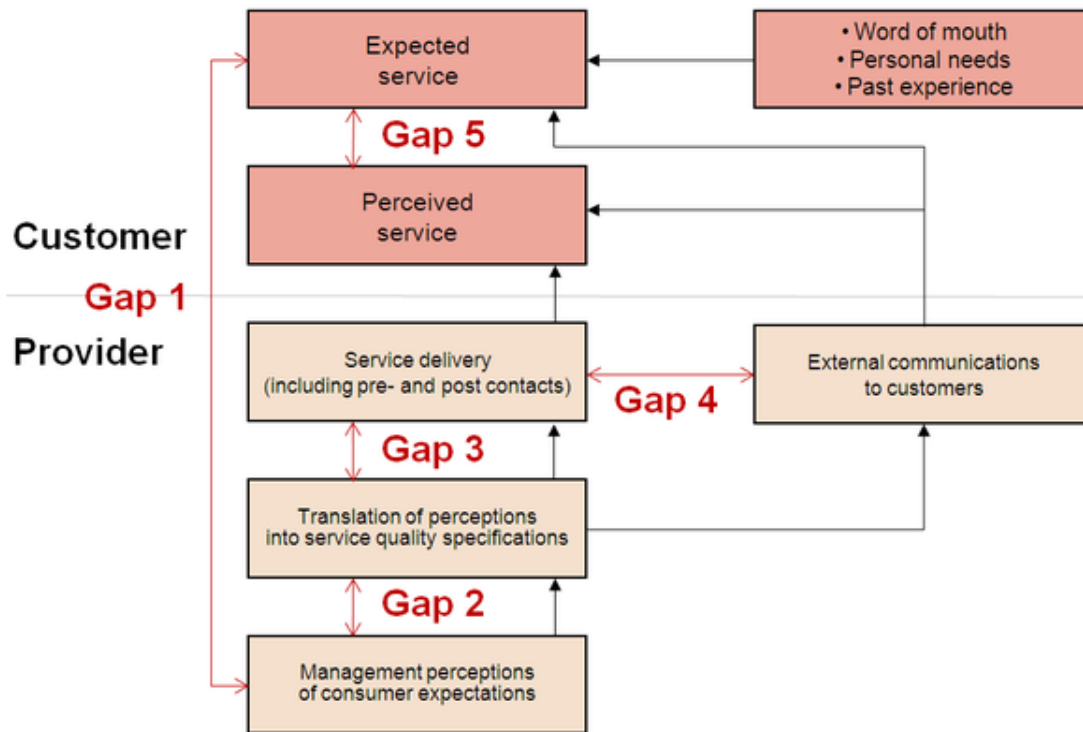 Expected
service
• Word of mouth
• Personal needs
• Past experience
Gap 5
Perceived
service
Customer
Gap 1
Provider
Service delivery
(including pre- and post contacts)
External communications
to customers
Gap 4
Gap 3
Translation of perceptions
into service quality specifications
Gap 2
Management perceptions
of consumer expectations